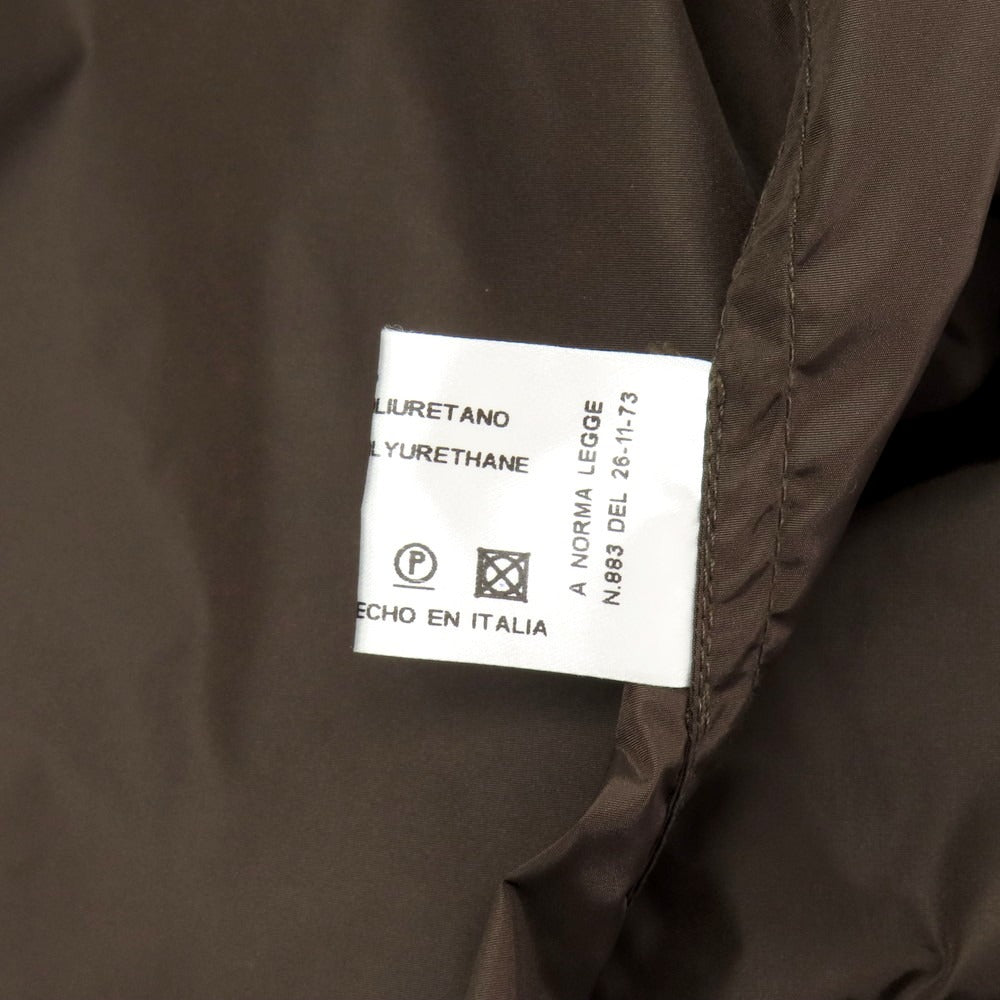 LIURETANO
LYURETHANE
P
ECHO EN ITALIA
A NORMA LEGGE
N.883 DEL 26-11-73